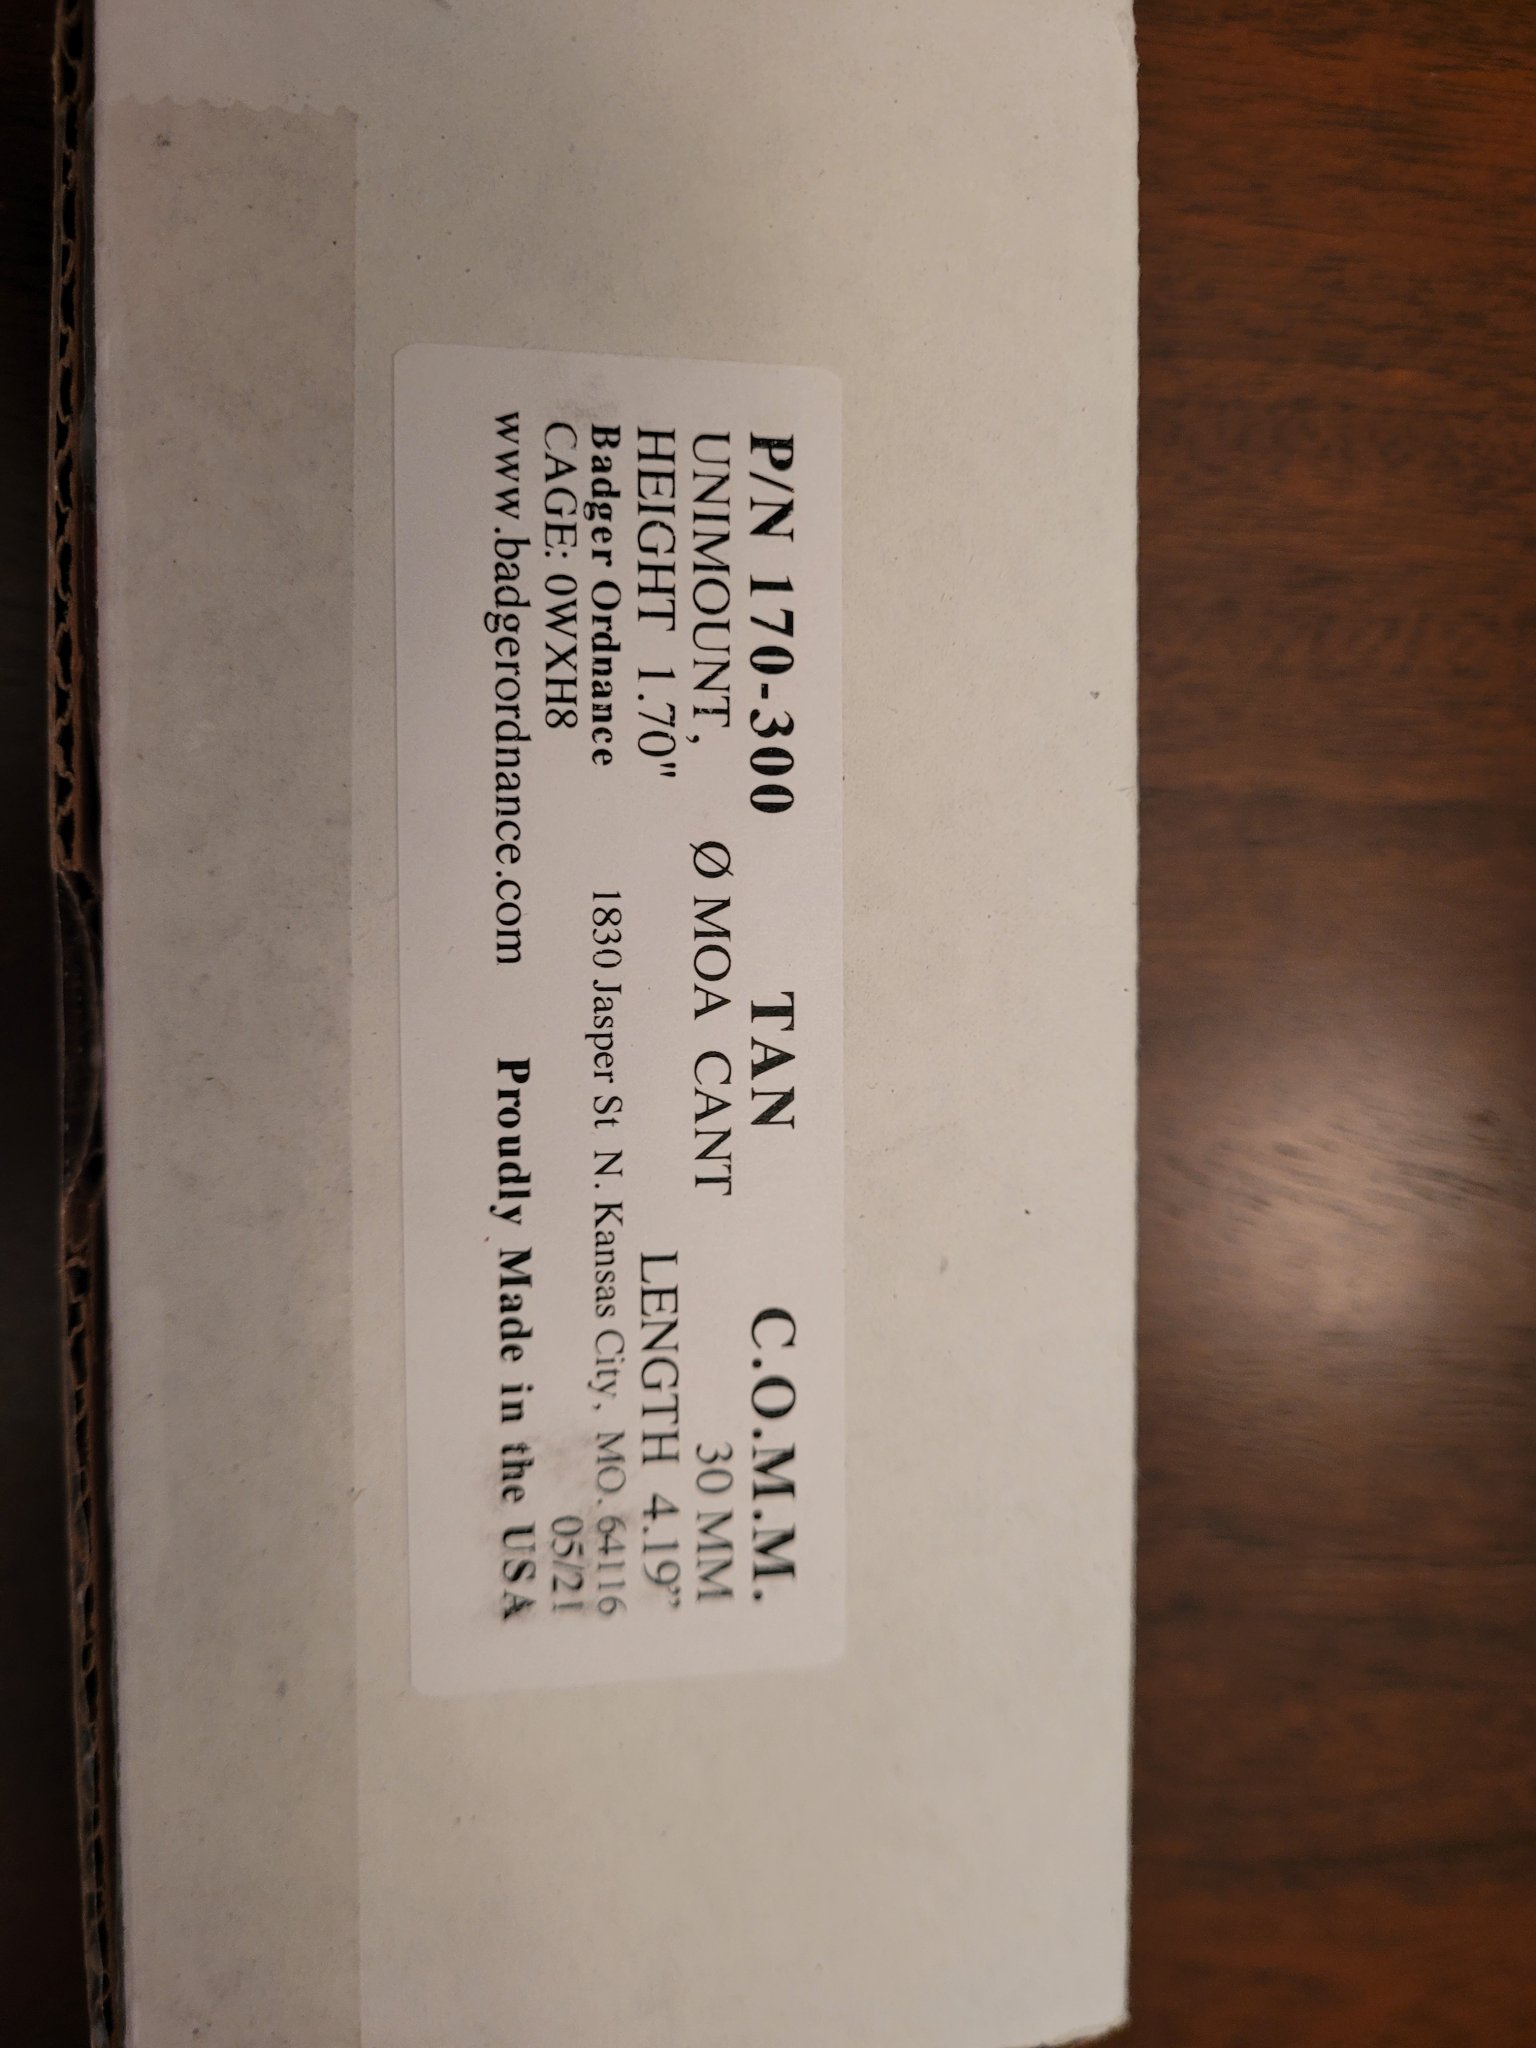 P/N 170-300 TAN C.O.M.M.
UNIMOUNT, Ø MOA CANT 30 MM
HEIGHT 1.70" LENGTH 4.19”
Badger Ordnance 1830 Jasper St N. Kansas City, MO. 64116
CAGE: 0WXH8 05/21
www.badgerordnance.com Proudly Made in the USA